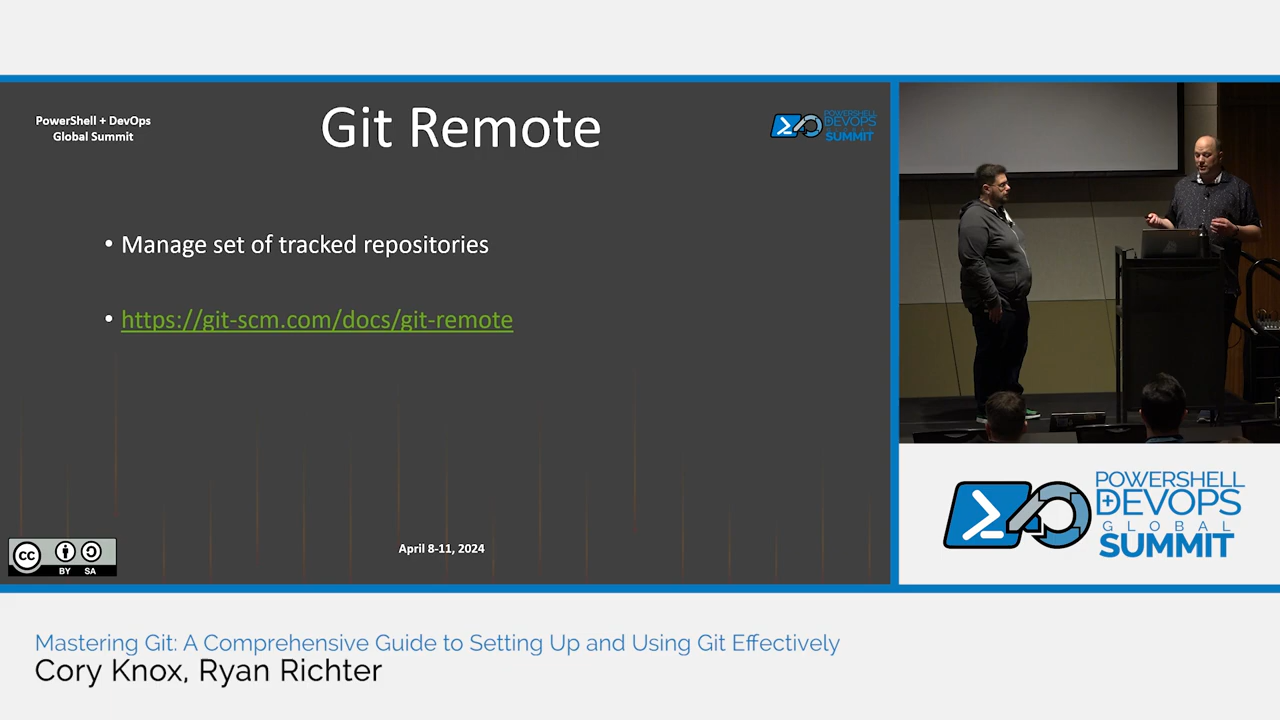 PowerShell + DevOps
Global Summit
Git Remote
POWERSHELL
DEVOPS
GLOBAL
SUMMIT
• Manage set of tracked repositories
• https://git-scm.com/docs/git-remote
April 8-11, 2024
cc
BY SA
POWERSHELL
+DEVOPS
GLOBAL
SUMMIT
Mastering Git: A Comprehensive Guide to Setting Up and Using Git Effectively
Cory Knox, Ryan Richter